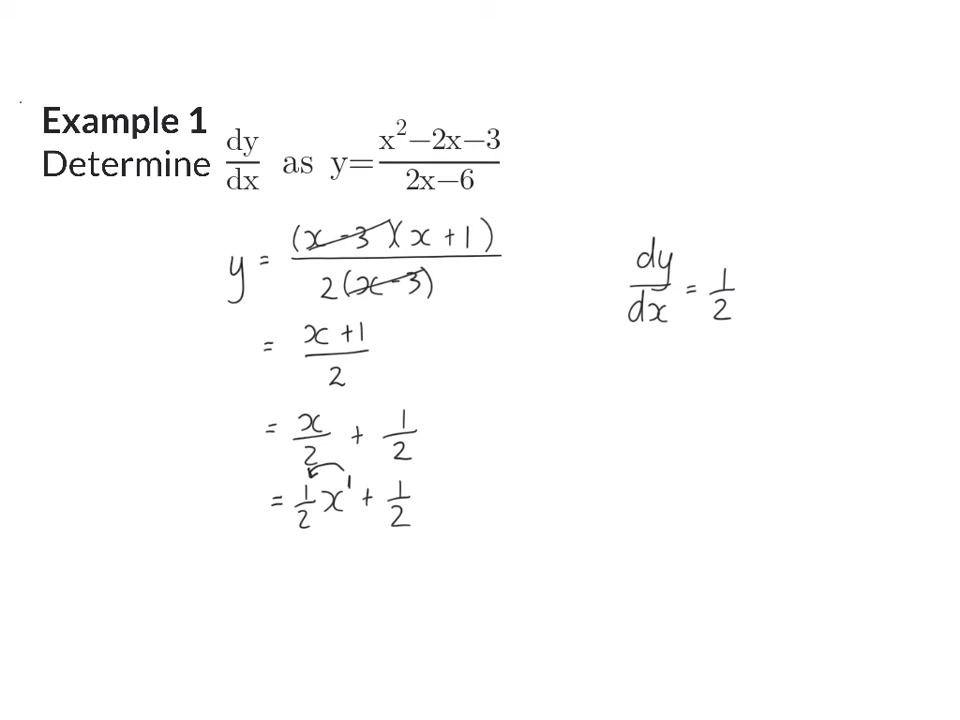 Example 1
Determine dy/dx as y= (x²−2x−3)/(2x−6)
y = (x-3)(x+1) / 2(x-3)
= (x+1)/2
= x/2 + 1/2
= 1/2 x¹ + 1/2
dy/dx = 1/2